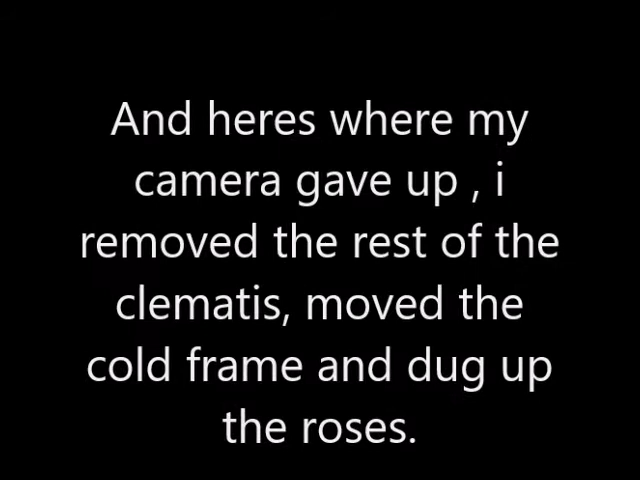 And heres where my
camera gave up , i
removed the rest of the
clematis, moved the
cold frame and dug up
the roses.